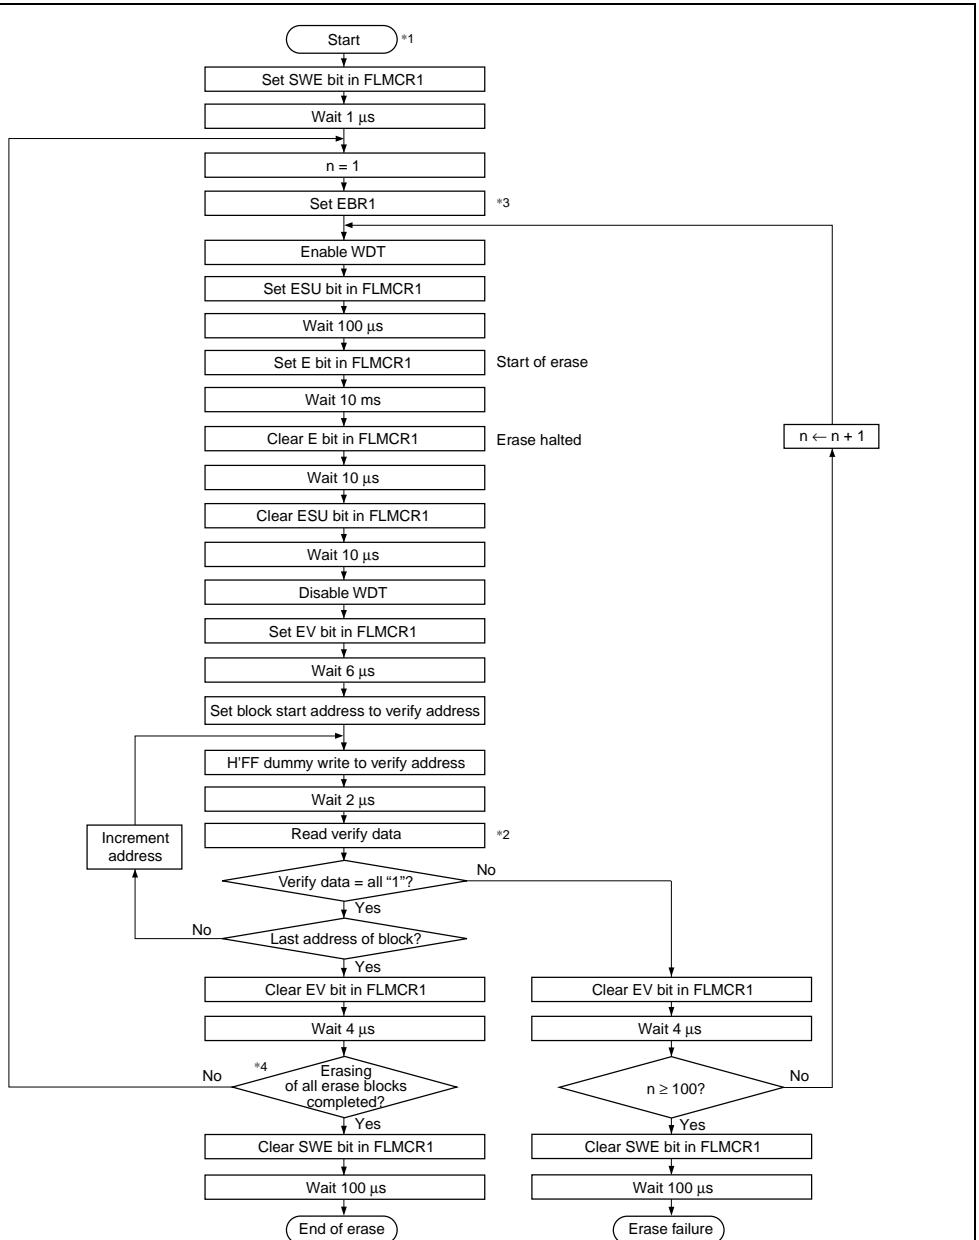 Start *1
Set SWE bit in FLMCR1
Wait 1 μs
n = 1
Set EBR1 *3
Enable WDT
Set ESU bit in FLMCR1
Wait 100 μs
Set E bit in FLMCR1 Start of erase
Wait 10 ms
Clear E bit in FLMCR1 Erase halted
n ← n + 1
Wait 10 μs
Clear ESU bit in FLMCR1
Wait 10 μs
Disable WDT
Set EV bit in FLMCR1
Wait 6 μs
Set block start address to verify address
H'FF dummy write to verify address
Wait 2 μs
Read verify data *2
Increment
address
Verify data = all “1”?
No
Yes
Last address of block?
No
Yes
Clear EV bit in FLMCR1
Wait 4 μs
*4
Erasing
of all erase blocks
completed?
No
Yes
Clear SWE bit in FLMCR1
Wait 100 μs
End of erase
Clear EV bit in FLMCR1
Wait 4 μs
n ≥ 100?
No
Yes
Clear SWE bit in FLMCR1
Wait 100 μs
Erase failure